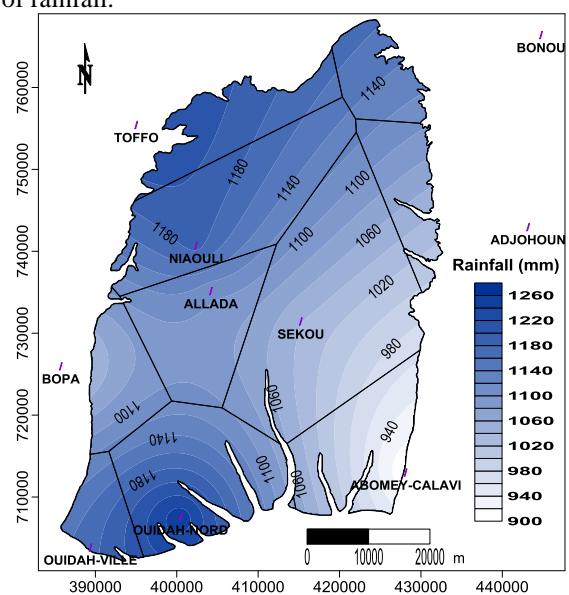 of rainfall.
N
BONOU
760000
1140
TOFFO
1180
750000
1140
1100
1180
1100
1060
740000
NIAOULI
ADJOHOUN
Rainfall (mm)
ALLADA
1020
1260
1220
1180
1140
1100
1060
1020
980
940
900
730000
SEKOU
980
BOPA
1060
720000
1100
1140
940
1180
1100
1060
710000
ABOMEY-CALAVI
OUIDAH-NORD
OUIDAH-VILLE
0 10000 20000 m
390000 400000 410000 420000 430000 440000